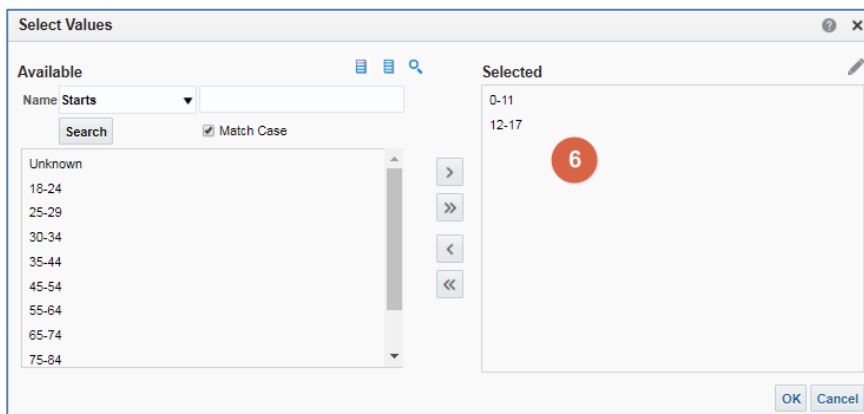 Select Values
Available
Name Starts
Search
Match Case
Unknown
18-24
25-29
30-34
35-44
45-54
55-64
65-74
75-84
Selected
0-11
12-17
6
OK Cancel